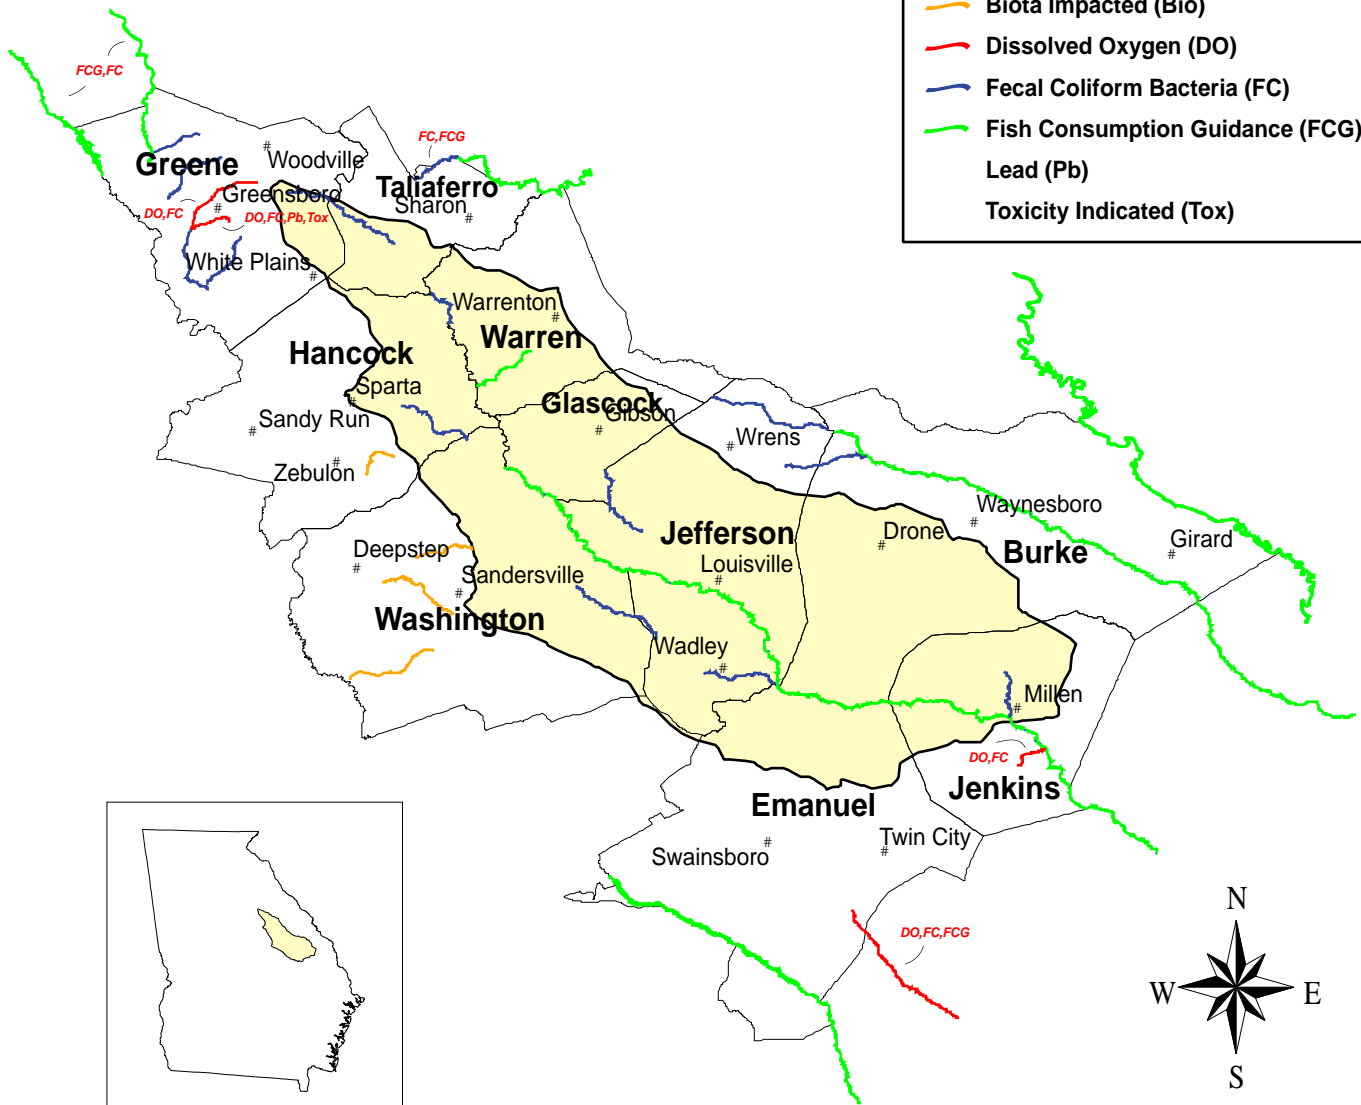 Biota Impacted (Bio)
Dissolved Oxygen (DO)
Fecal Coliform Bacteria (FC)
Fish Consumption Guidance (FCG)
Lead (Pb)
Toxicity Indicated (Tox)
FCG,FC
FC,FCG
Greene
Woodville
Taliaferro
Greensboro
Sharon
DO,FC
DO,FC,Pb,Tox
White Plains
Warrenton
Warren
Hancock
Sparta
Glascock
Gibson
Sandy Run
Wrens
Zebulon
Waynesboro
Jefferson
Drone
Burke
Girard
Deepstep
Louisville
Sandersville
Washington
Wadley
Millen
DO,FC
Jenkins
Emanuel
Twin City
Swainsboro
DO,FC,FCG
N
W
E
S